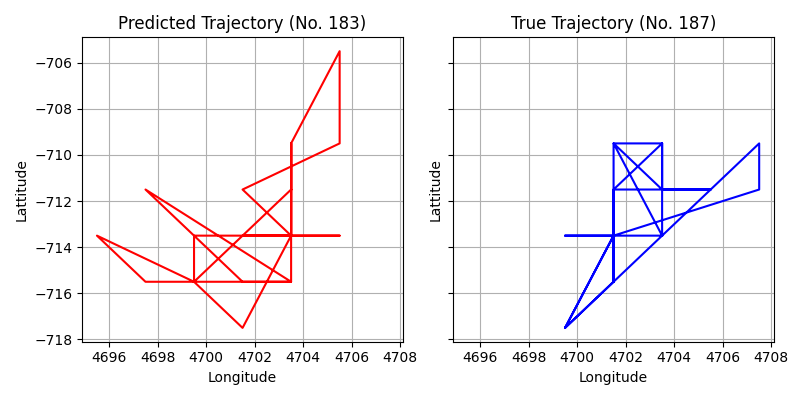 Predicted Trajectory (No. 183)
True Trajectory (No. 187)
−706
−708
−710
−712
−714
−716
−718
Lattitude
Lattitude
4696 4698 4700 4702 4704 4706 4708
4696 4698 4700 4702 4704 4706 4708
Longitude
Longitude